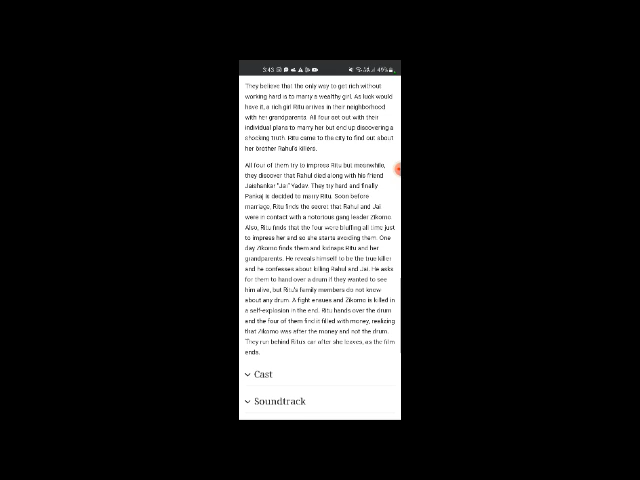 3:43
49%
They believe that the only way to get rich without
working hard is to marry a wealthy girl. As luck would
have it, a rich girl Ritu arrives in their neighborhood
with her grandparents. All four set out with their
individual plans to marry her but end up discovering a
shocking truth. Ritu came to the city to find out about
her brother Rahul's killers.
All four of them try to impress Ritu but meanwhile,
they discover that Rahul died along with his friend
Jaishankar "Jai" Yadav. They try hard and finally
Pankaj is decided to marry Ritu. Soon before
marriage, Ritu finds the secret that Rahul and Jai
were in contact with a notorious gang leader Zikomo.
Also, Ritu finds that the four were bluffing all time just
to impress her and so she starts avoiding them. One
day Zikomo finds them and kidnaps Ritu and her
grandparents. He reveals himself to be the true killer
and he confesses about killing Rahul and Jai. He asks
for them to hand over a drum if they wanted to see
him alive, but Ritu's family members do not know
about any drum. A fight ensues and Zikomo is killed in
a self-explosion in the end. Ritu hands over the drum
and the four of them find it filled with money, realizing
that Zikomo was after the money and not the drum.
They run behind Ritu's car after she leaves, as the film
ends.
Cast
Soundtrack